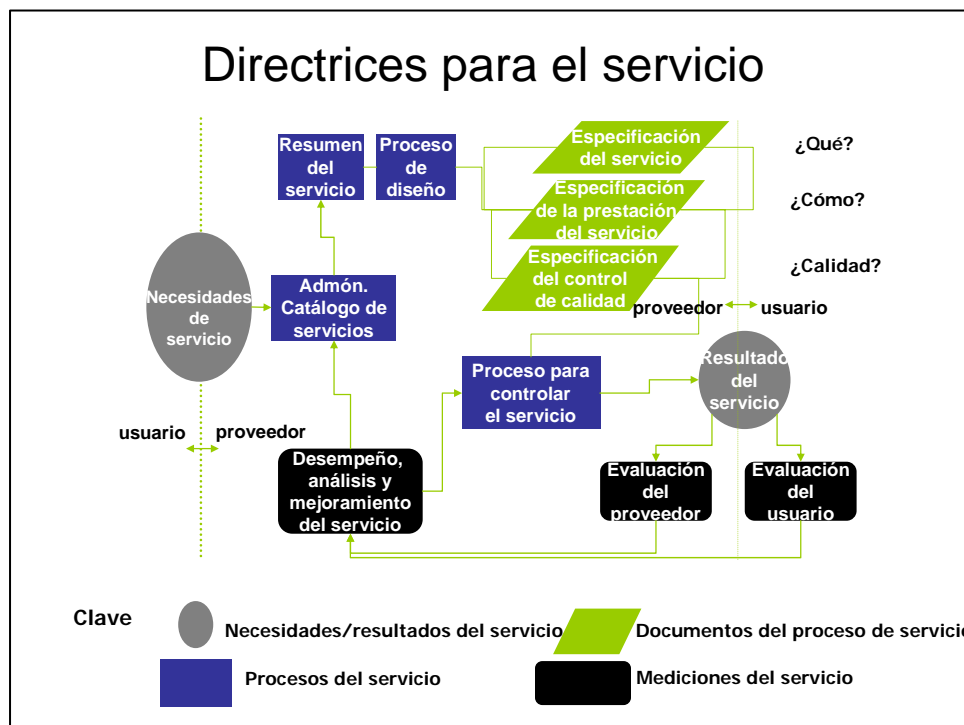 Directrices para el servicio
Resumen
del
servicio
Proceso
de
diseño
Especificación
del servicio
¿Qué?
Especificación
de la prestación
del servicio
¿Cómo?
Especificación
del control
de calidad
¿Calidad?
Necesidades
de
servicio
Admón.
Catálogo de
servicios
proveedor
usuario
Proceso para
controlar
el servicio
Resultado
del
servicio
usuario
proveedor
Desempeño,
análisis y
mejoramiento
del servicio
Evaluación
del
proveedor
Evaluación
del
usuario
Clave
Necesidades/resultados del servicio
Documentos del proceso de servicio
Procesos del servicio
Mediciones del servicio